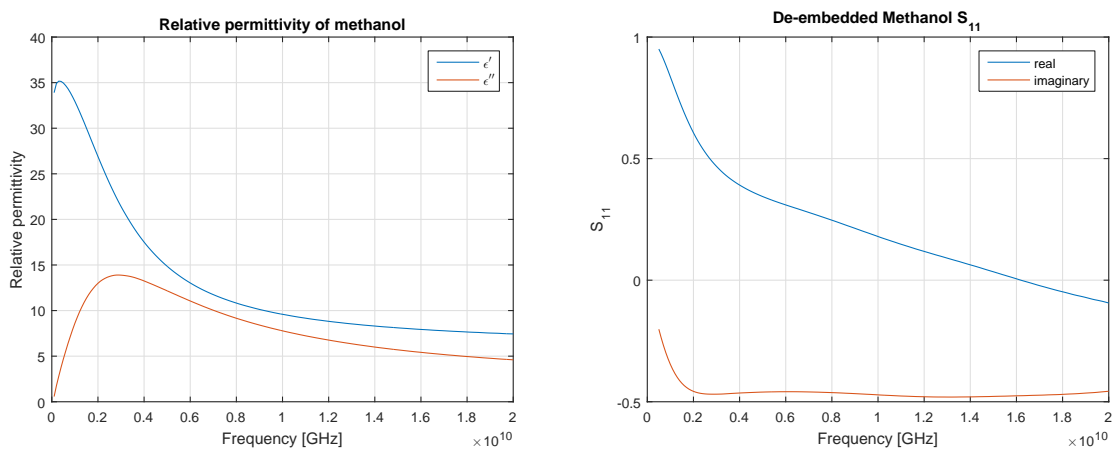 Relative permittivity of methanol
40
35
30
25
20
15
10
5
0
Relative permittivity
0 0.2 0.4 0.6 0.8 1 1.2 1.4 1.6 1.8 2
Frequency [GHz]
×10^10
ϵ′
ϵ′′
De-embedded Methanol S_11
1
0.5
0
-0.5
S_11
0 0.2 0.4 0.6 0.8 1 1.2 1.4 1.6 1.8 2
Frequency [GHz]
×10^10
real
imaginary